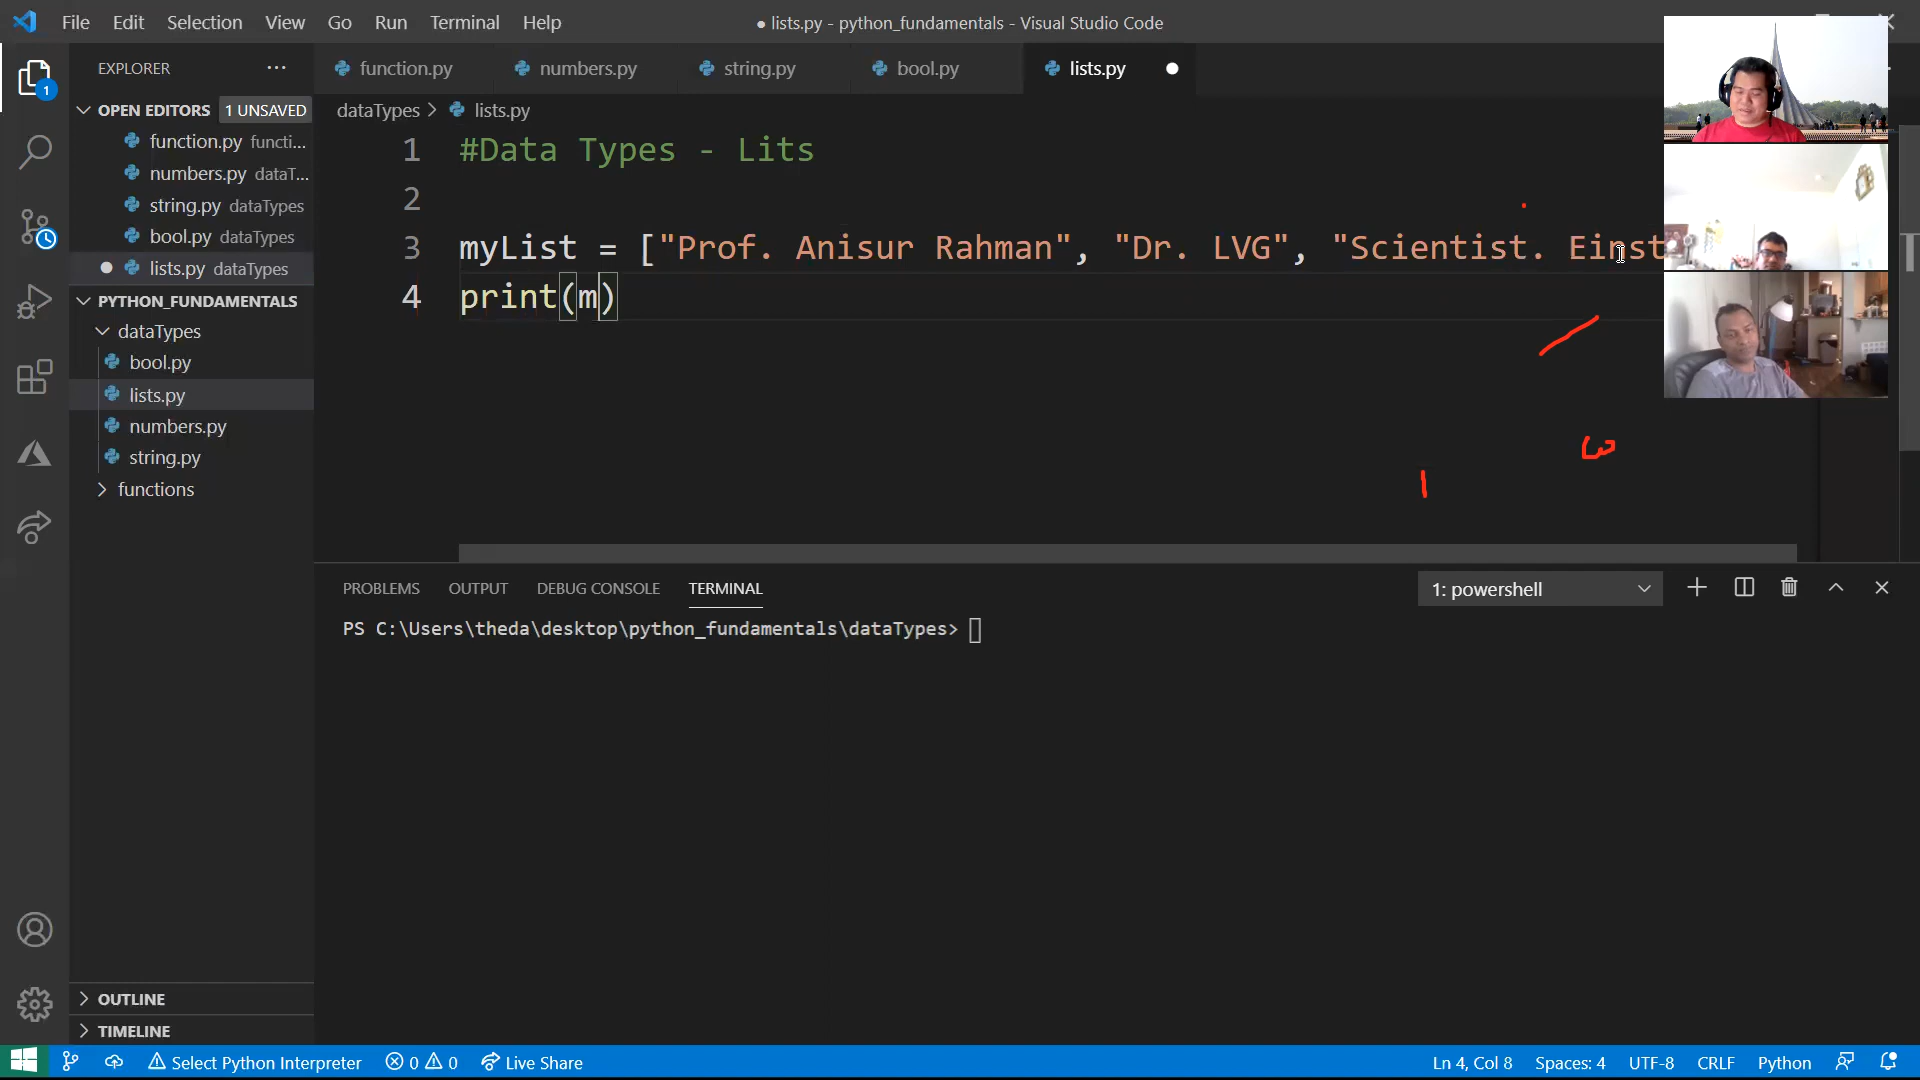 File Edit Selection View Go Run Terminal Help
● lists.py - python_fundamentals - Visual Studio Code
EXPLORER ...
OPEN EDITORS 1 UNSAVED
function.py functi...
numbers.py dataT...
string.py dataTypes
bool.py dataTypes
lists.py dataTypes
PYTHON_FUNDAMENTALS
dataTypes
bool.py
lists.py
numbers.py
string.py
functions
OUTLINE
TIMELINE
1
function.py numbers.py string.py bool.py lists.py
dataTypes > lists.py
1 #Data Types - Lits
2
3 myList = ["Prof. Anisur Rahman", "Dr. LVG", "Scientist. Einst
4 print(m)
PROBLEMS OUTPUT DEBUG CONSOLE TERMINAL
1: powershell
PS C:\Users\theda\desktop\python_fundamentals\dataTypes>
Select Python Interpreter 0 0 Live Share
Ln 4, Col 8 Spaces: 4 UTF-8 CRLF Python